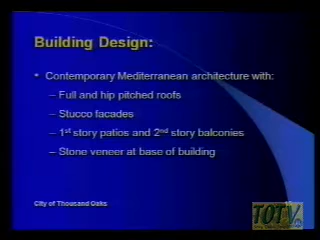 Building Design:
• Contemporary Mediterranean architecture with:
– Full and hip pitched roofs
– Stucco facades
– 1st story patios and 2nd story balconies
– Stone veneer at base of building
City of Thousand Oaks
TOTV